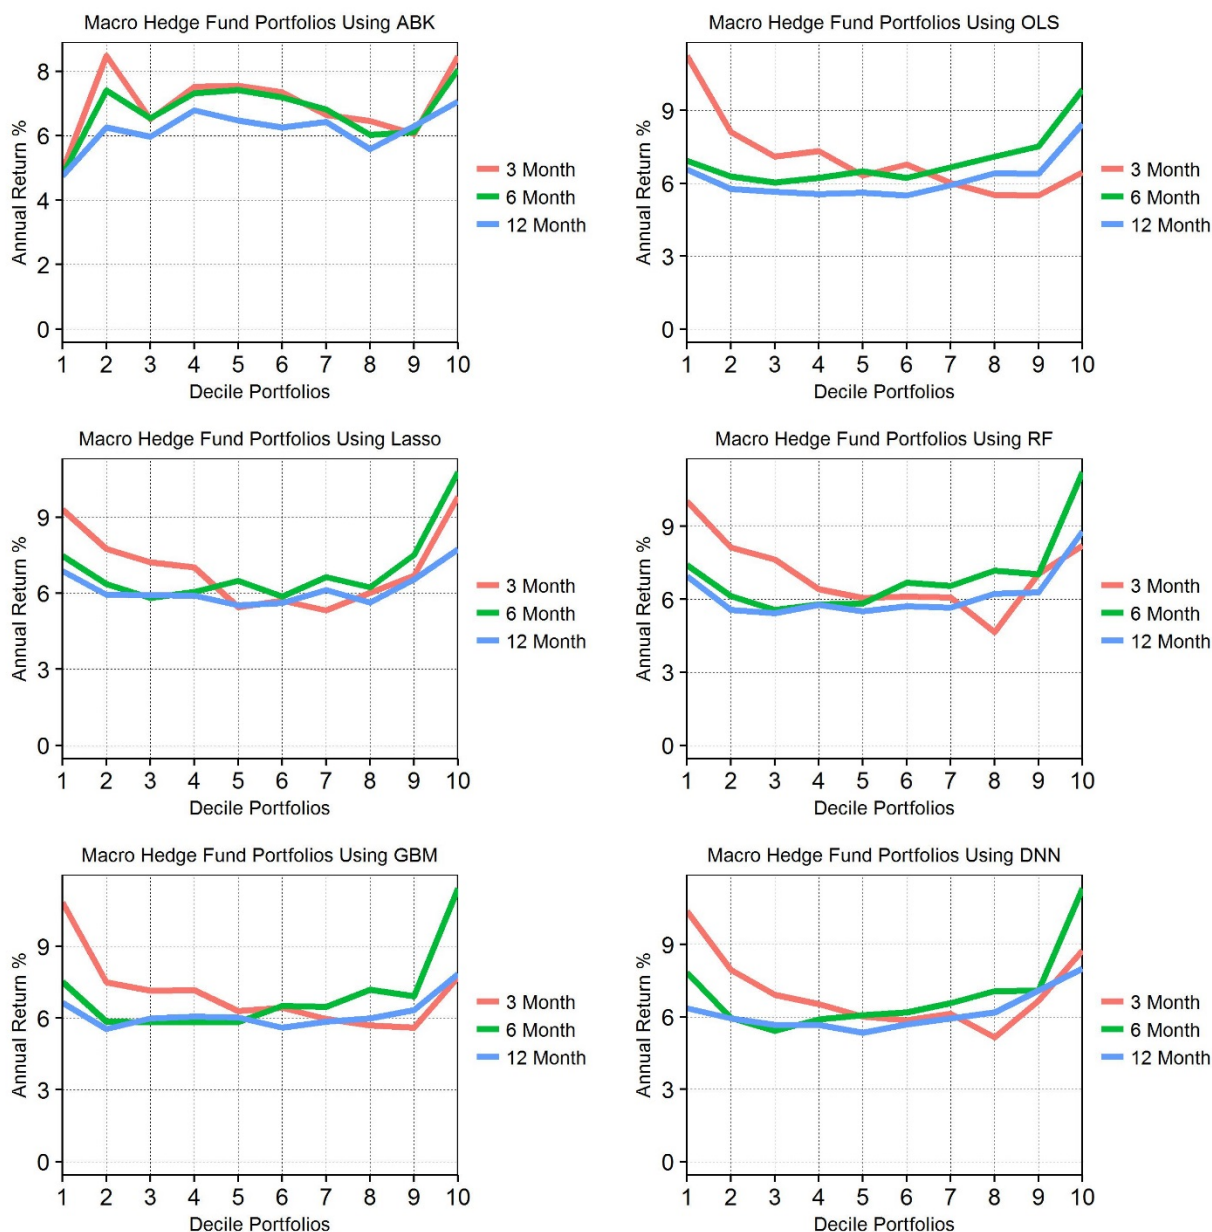 Macro Hedge Fund Portfolios Using ABK
Annual Return %
8
6
4
2
0
1 2 3 4 5 6 7 8 9 10
Decile Portfolios
3 Month
6 Month
12 Month
Macro Hedge Fund Portfolios Using OLS
Annual Return %
9
6
3
0
1 2 3 4 5 6 7 8 9 10
Decile Portfolios
3 Month
6 Month
12 Month
Macro Hedge Fund Portfolios Using Lasso
Annual Return %
9
6
3
0
1 2 3 4 5 6 7 8 9 10
Decile Portfolios
3 Month
6 Month
12 Month
Macro Hedge Fund Portfolios Using RF
Annual Return %
9
6
3
0
1 2 3 4 5 6 7 8 9 10
Decile Portfolios
3 Month
6 Month
12 Month
Macro Hedge Fund Portfolios Using GBM
Annual Return %
9
6
3
0
1 2 3 4 5 6 7 8 9 10
Decile Portfolios
3 Month
6 Month
12 Month
Macro Hedge Fund Portfolios Using DNN
Annual Return %
9
6
3
0
1 2 3 4 5 6 7 8 9 10
Decile Portfolios
3 Month
6 Month
12 Month